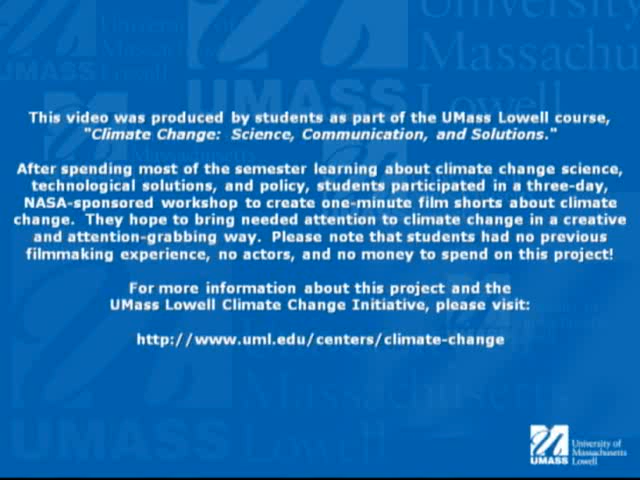 This video was produced by students as part of the UMass Lowell course,
"Climate Change: Science, Communication, and Solutions."
After spending most of the semester learning about climate change science,
technological solutions, and policy, students participated in a three-day,
NASA-sponsored workshop to create one-minute film shorts about climate
change. They hope to bring needed attention to climate change in a creative
and attention-grabbing way. Please note that students had no previous
filmmaking experience, no actors, and no money to spend on this project!
For more information about this project and the
UMass Lowell Climate Change Initiative, please visit:
http://www.uml.edu/centers/climate-change
UMASS
University of
Massachusetts
Lowell